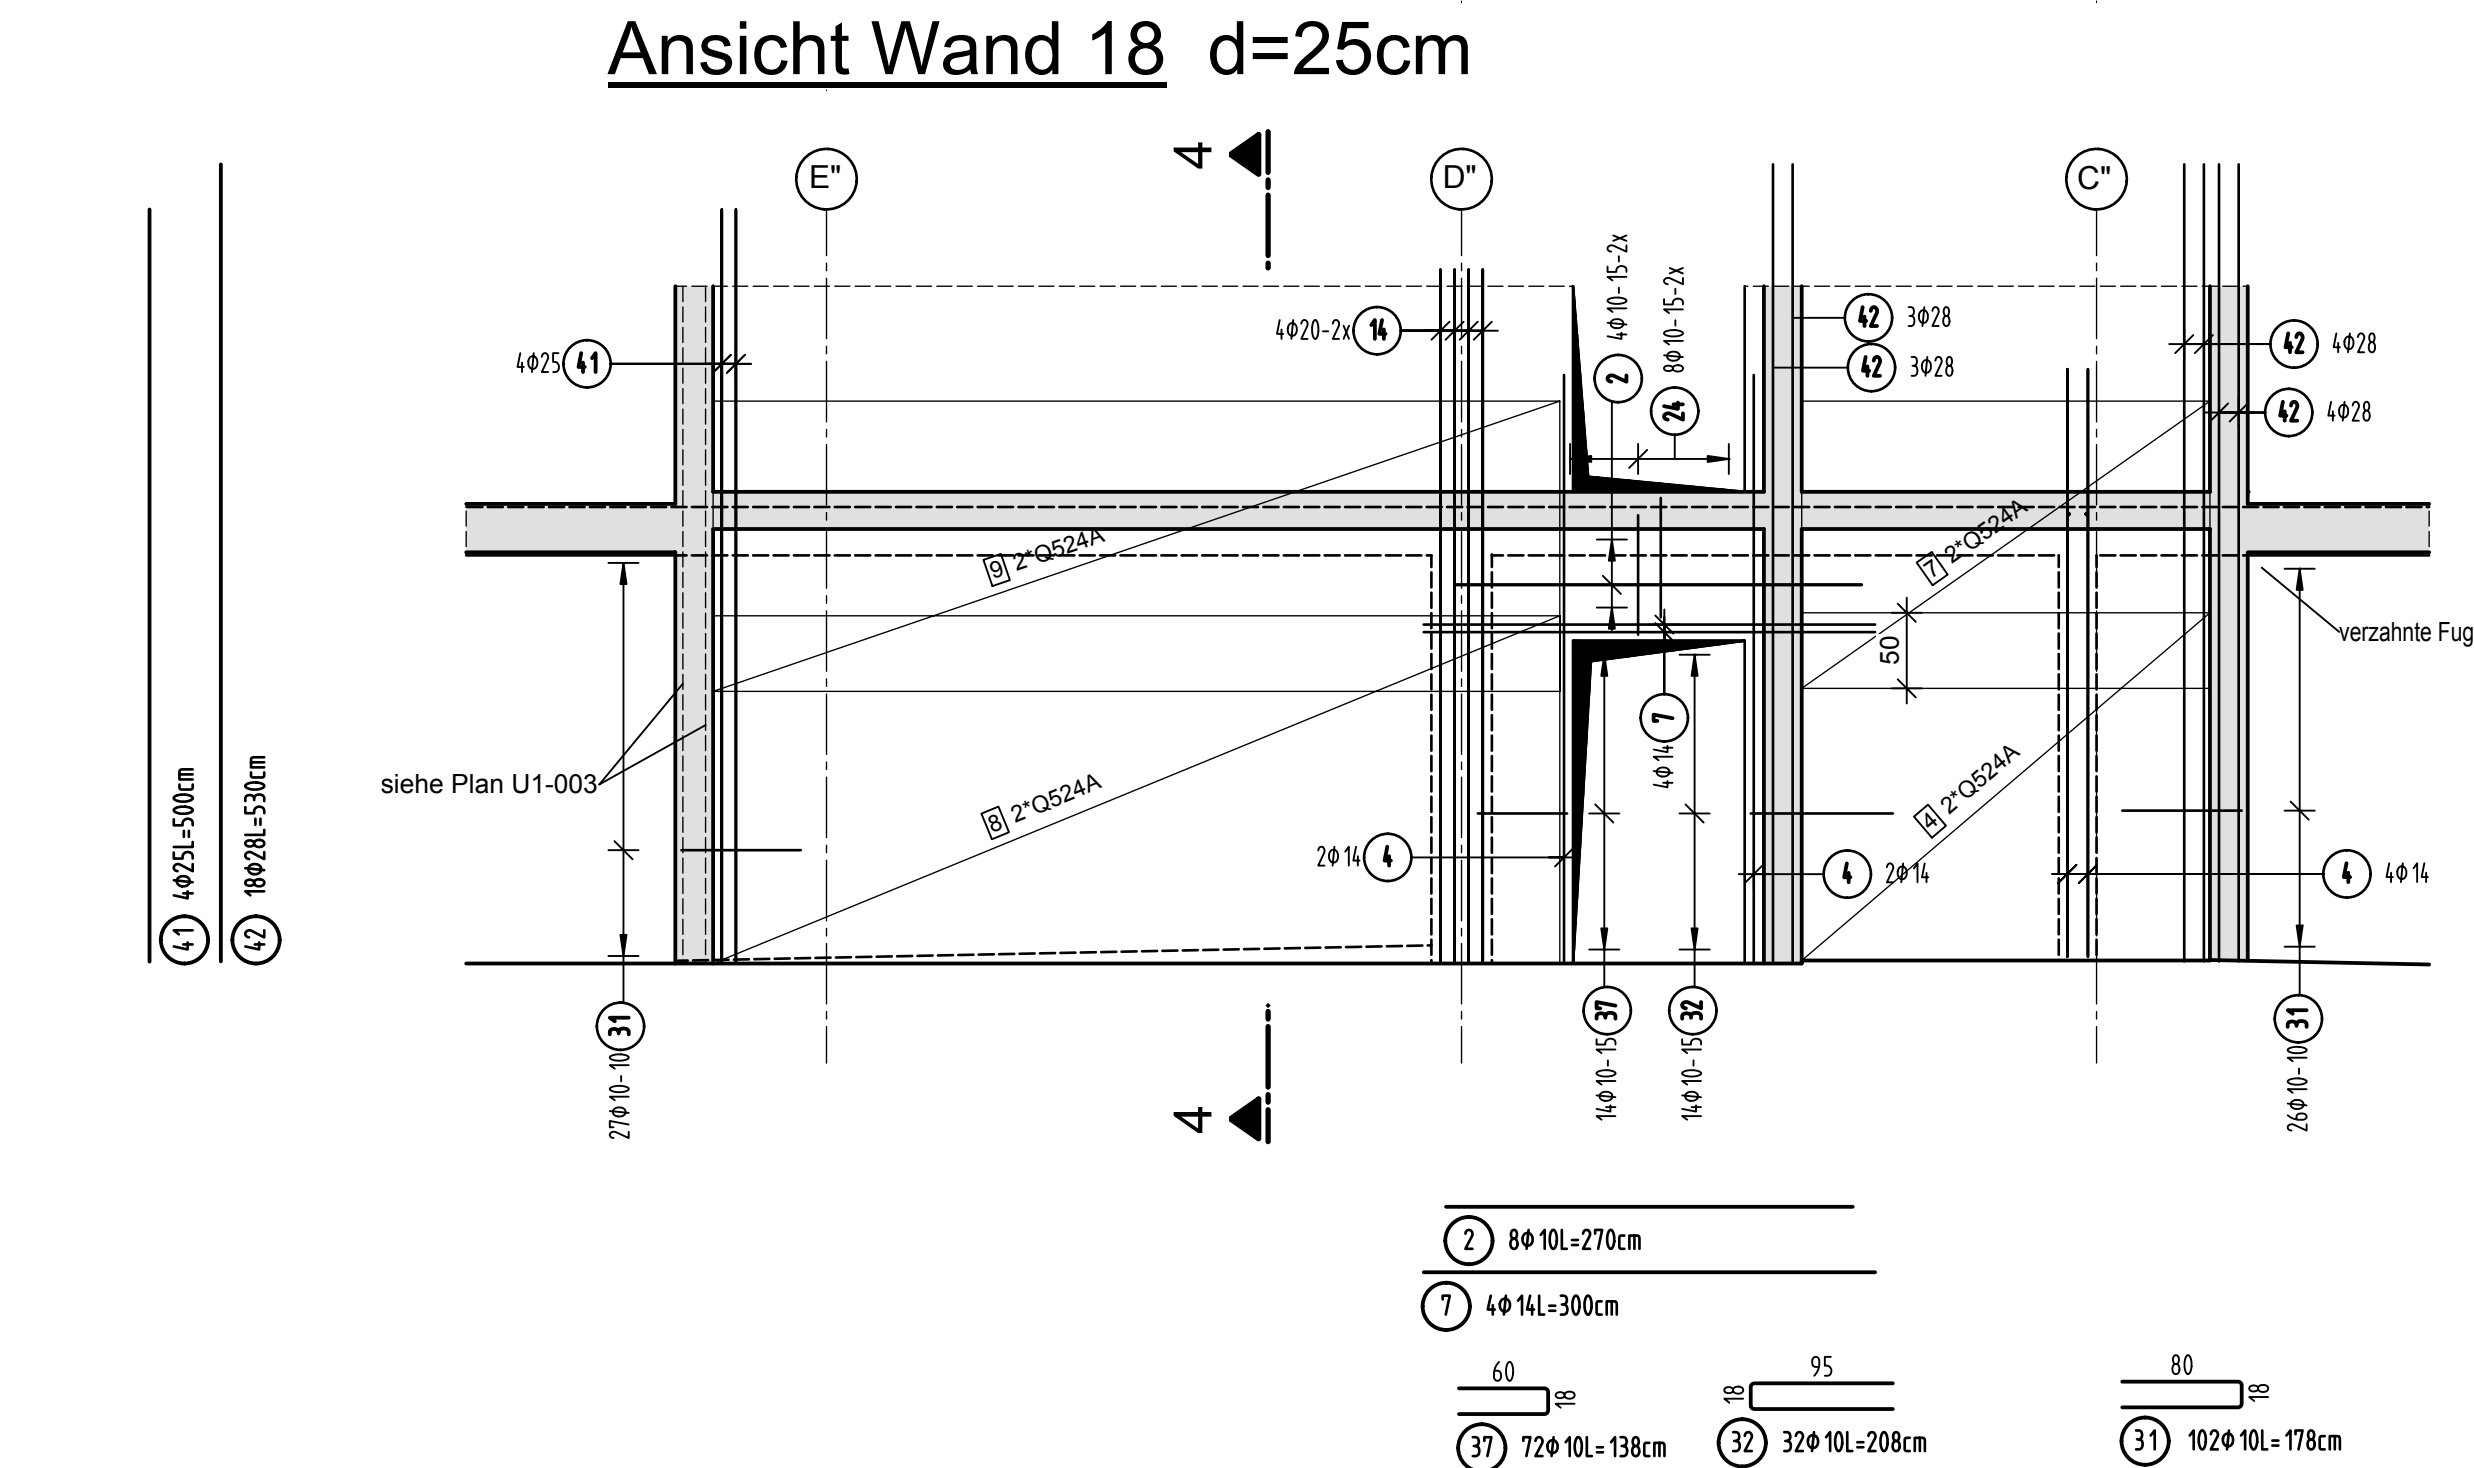 Ansicht Wand 18 d=25cm
4
E"
D"
C"
4Φ10-15-2x
8Φ10-15-2x
2
24
4Φ20-2x 14
42 3Φ28
42 3Φ28
42 4Φ28
42 4Φ28
4Φ25 41
9 2*Q524A
7 2*Q524A
verzahnte Fug
50
7
4Φ14
siehe Plan U1-003
8 2*Q524A
4 2*Q524A
2Φ14 4
4 2Φ14
4 4Φ14
41 4Φ25L=500cm
42 18Φ28L=530cm
31
27Φ10-10
37
14Φ10-15
32
14Φ10-15
31
26Φ10-10
4
2 8Φ10L=270cm
7 4Φ14L=300cm
60
18
37 72Φ10L=138cm
95
18
32 32Φ10L=208cm
80
18
31 102Φ10L=178cm